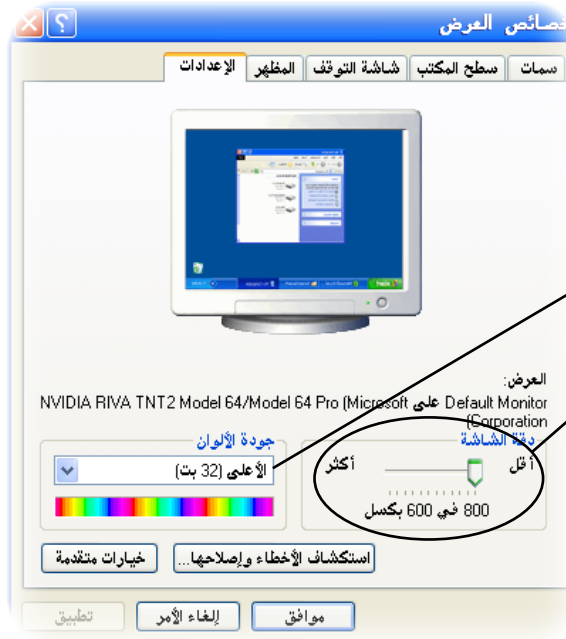 خصائص العرض
سمات سطح المكتب شاشة التوقف المظهر الإعدادات
العرض:
Default Monitor على NVIDIA RIVA TNT2 Model 64/Model 64 Pro (Microsoft
Corporation)
دقة الشاشة
أقل أكثر
800 في 600 بكسل
جودة الألوان
الأعلى (32 بت)
استكشاف الأخطاء وإصلاحها... خيارات متقدمة
موافق إلغاء الأمر تطبيق